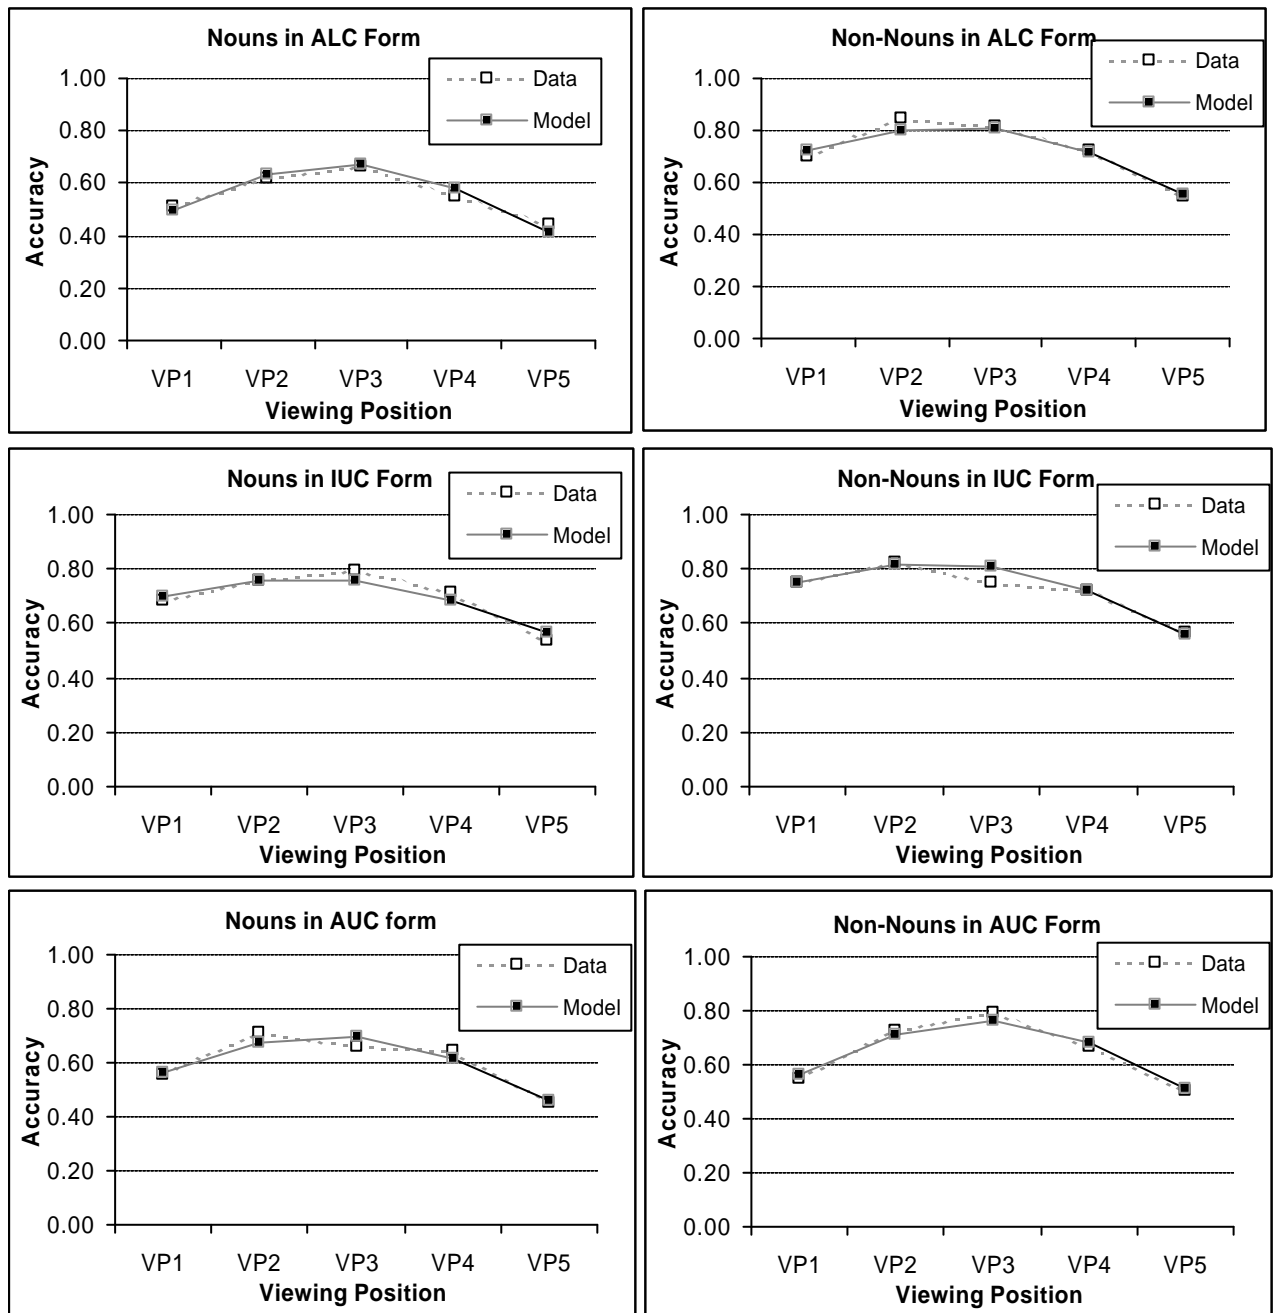 Nouns in ALC Form
Data
Model
1.00
0.80
0.60
0.40
0.20
0.00
Accuracy
VP1 VP2 VP3 VP4 VP5
Viewing Position
Non-Nouns in ALC Form
Data
Model
1.00
0.80
0.60
0.40
0.20
0.00
Accuracy
VP1 VP2 VP3 VP4 VP5
Viewing Position
Nouns in IUC Form
Data
Model
1.00
0.80
0.60
0.40
0.20
0.00
Accuracy
VP1 VP2 VP3 VP4 VP5
Viewing Position
Non-Nouns in IUC Form
Data
Model
1.00
0.80
0.60
0.40
0.20
0.00
Accuracy
VP1 VP2 VP3 VP4 VP5
Viewing Position
Nouns in AUC form
Data
Model
1.00
0.80
0.60
0.40
0.20
0.00
Accuracy
VP1 VP2 VP3 VP4 VP5
Viewing Position
Non-Nouns in AUC Form
Data
Model
1.00
0.80
0.60
0.40
0.20
0.00
Accuracy
VP1 VP2 VP3 VP4 VP5
Viewing Position